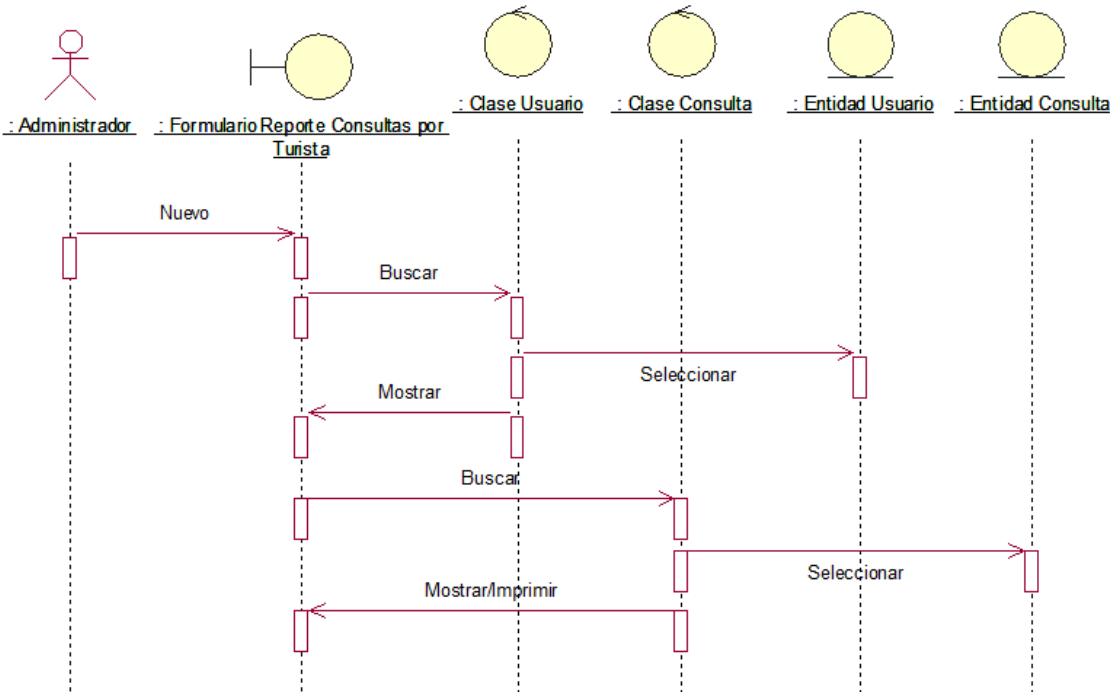 : Administrador
: Formulario Reporte Consultas por
Turista
: Clase Usuario
: Clase Consulta
: Entidad Usuario
: Entidad Consulta
Nuevo
Buscar
Seleccionar
Mostrar
Buscar
Seleccionar
Mostrar/Imprimir